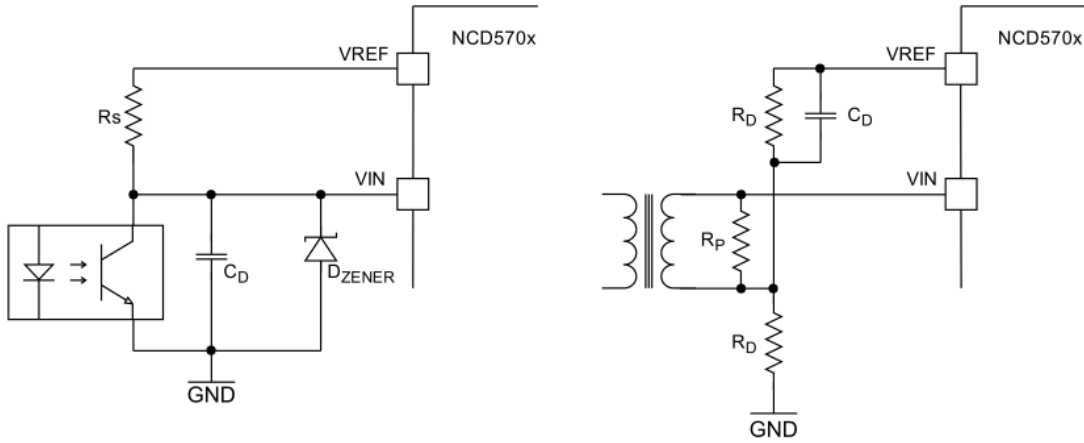 NCD570x
VREF
Rs
VIN
CD
DZENER
GND
NCD570x
VREF
RD
CD
VIN
RP
RD
GND